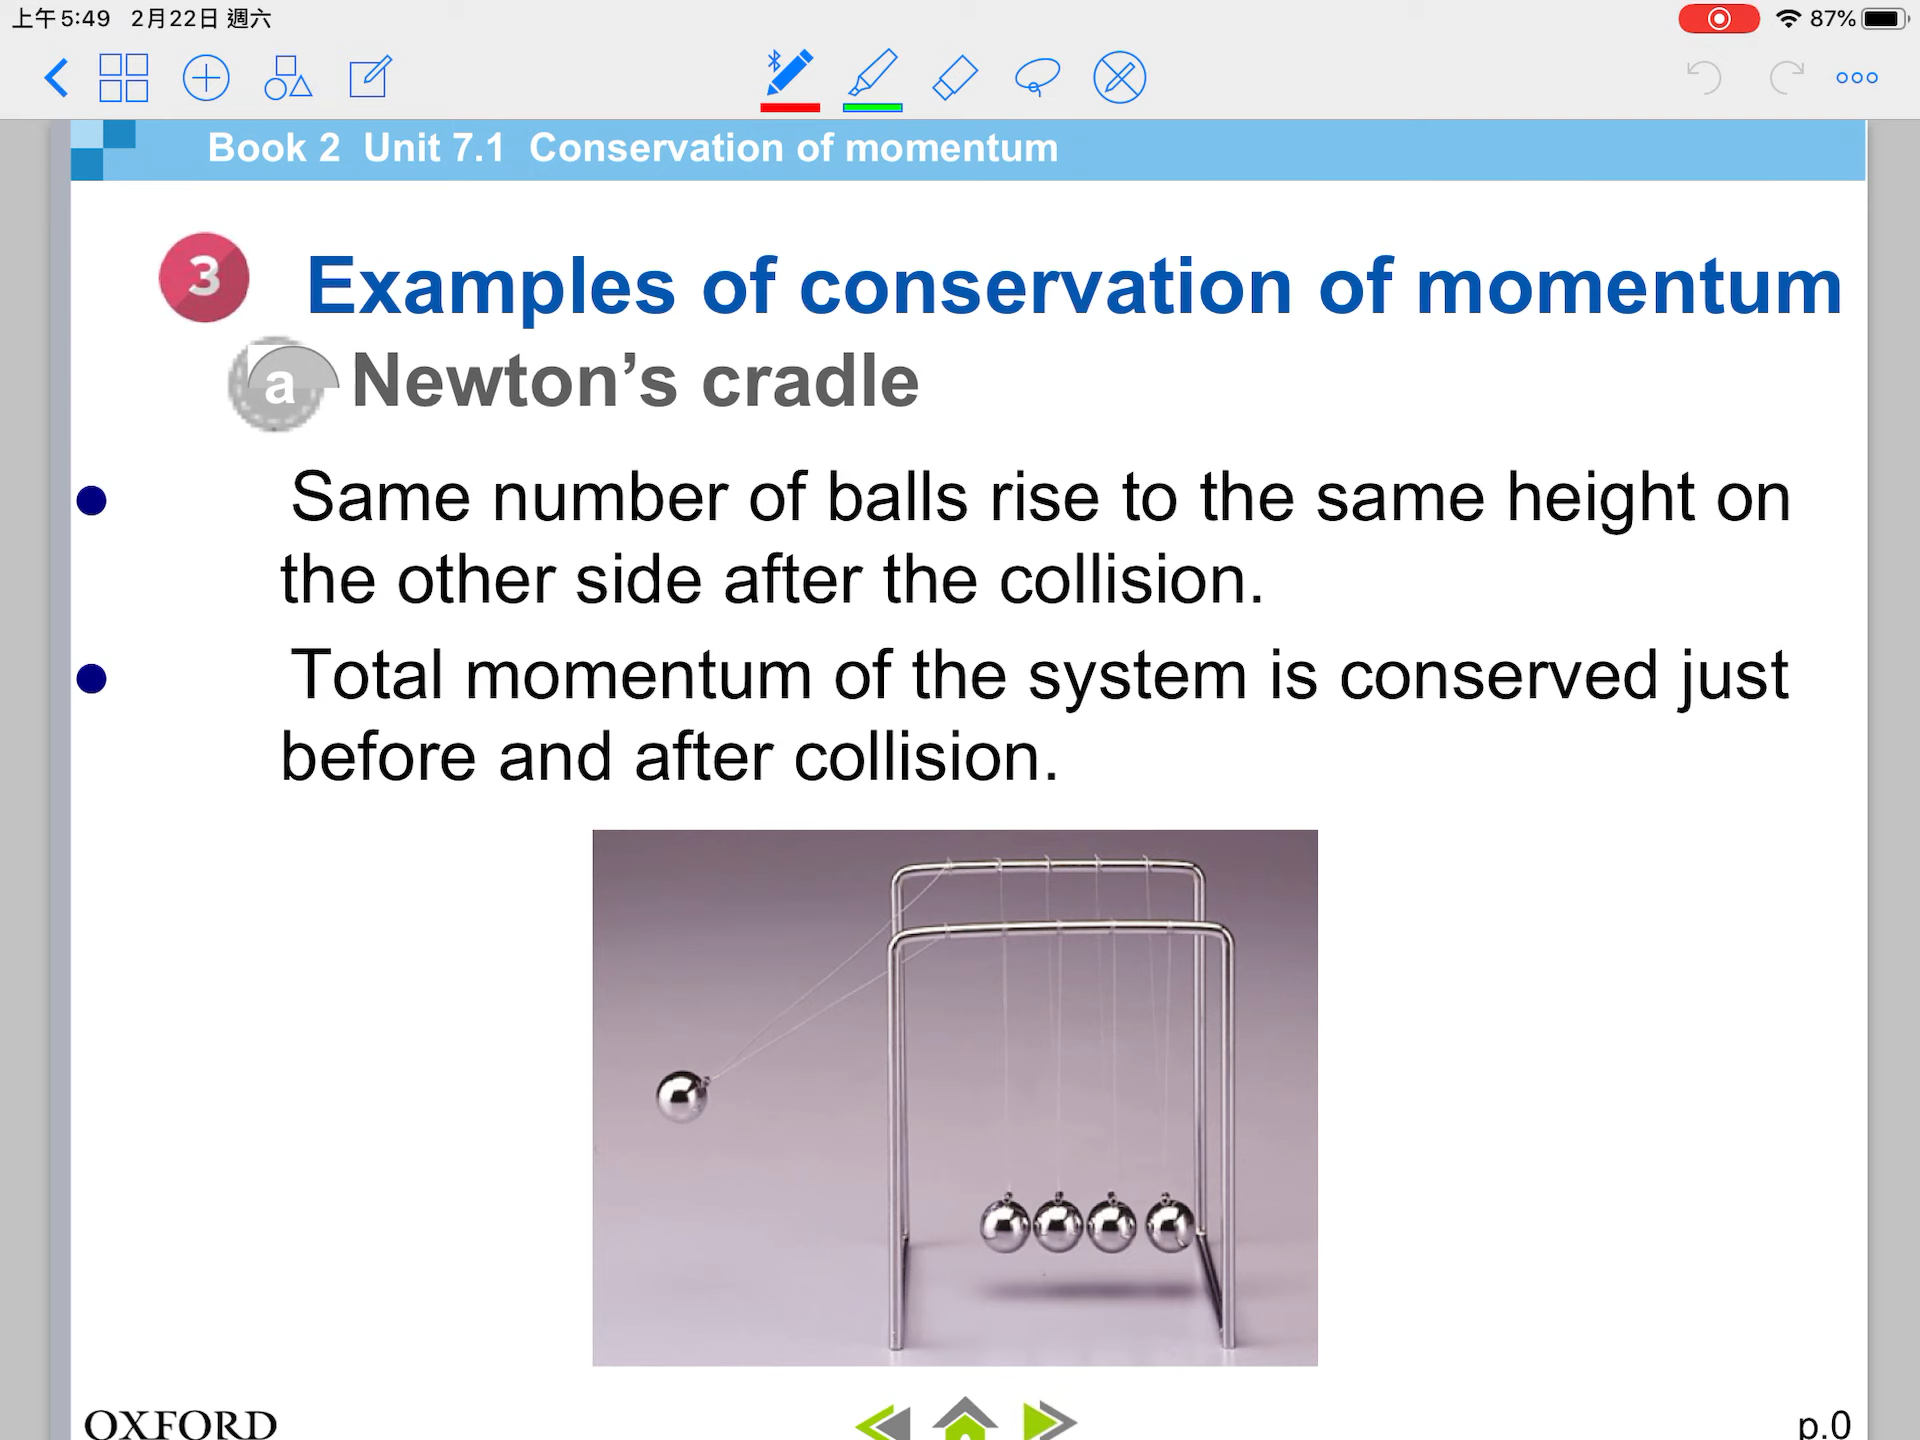 上午5:49 2月22日 週六
87%
Book 2 Unit 7.1 Conservation of momentum
3 Examples of conservation of momentum
a Newton’s cradle
● Same number of balls rise to the same height on
the other side after the collision.
● Total momentum of the system is conserved just
before and after collision.
OXFORD
p.0